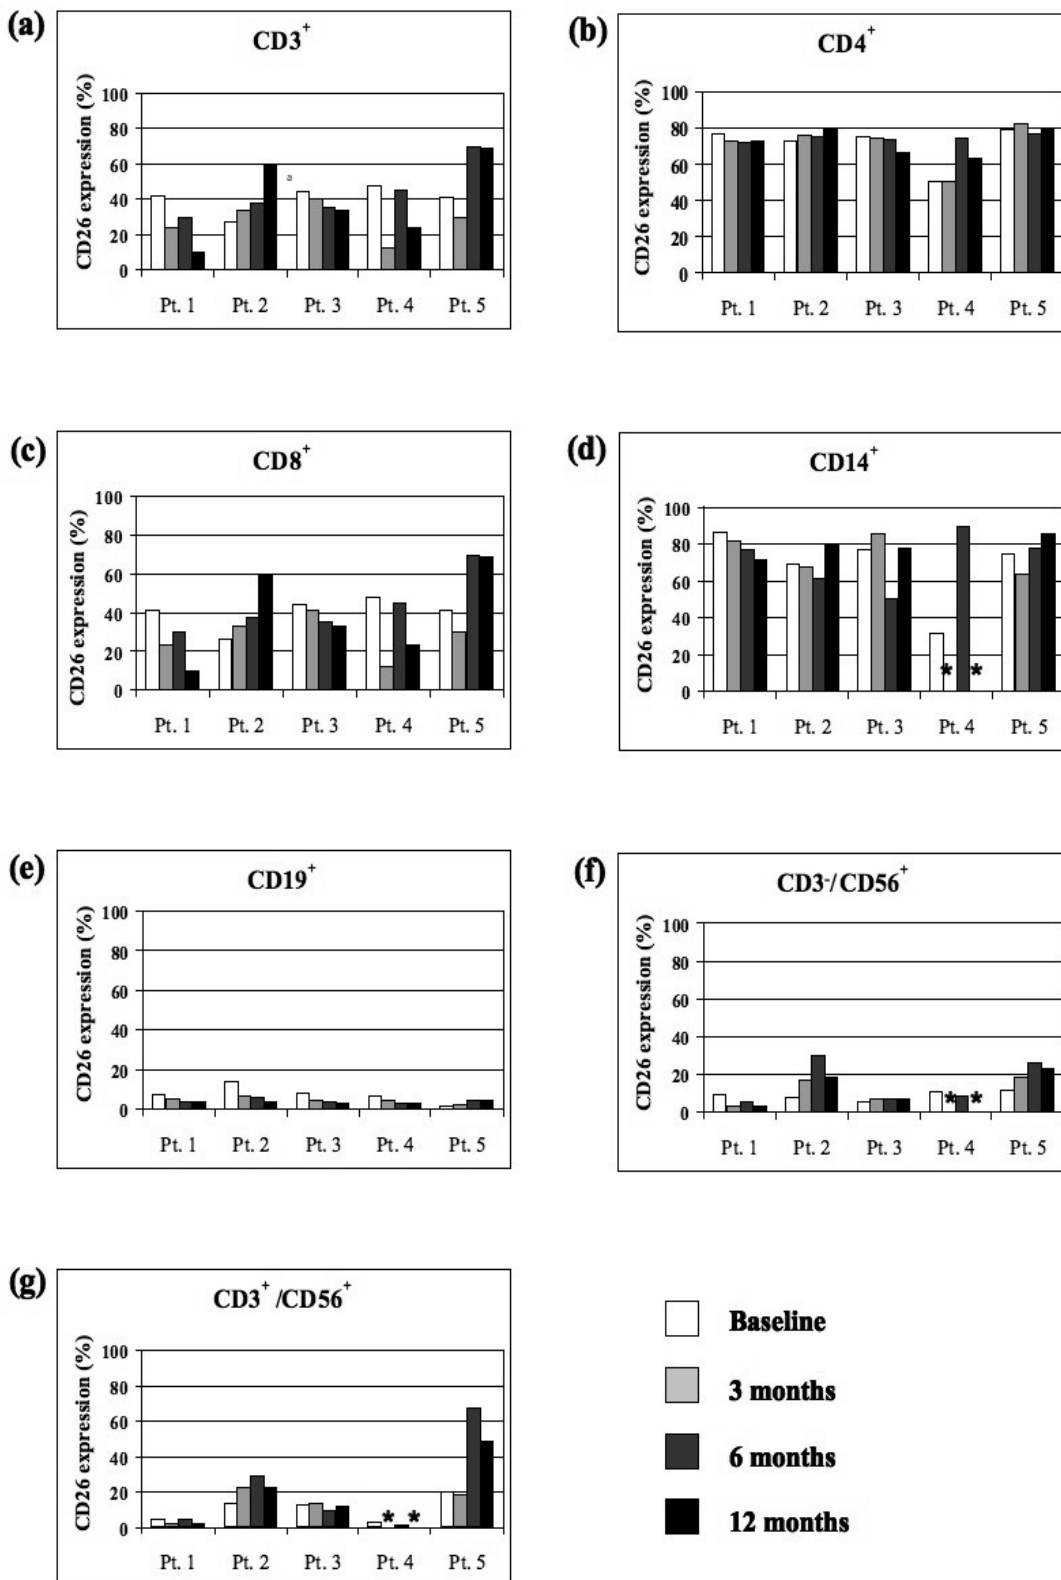 (a)
CD3+
CD26 expression (%)
100
80
60
40
20
0
a
Pt. 1 Pt. 2 Pt. 3 Pt. 4 Pt. 5
(b)
CD4+
CD26 expression (%)
100
80
60
40
20
0
Pt. 1 Pt. 2 Pt. 3 Pt. 4 Pt. 5
(c)
CD8+
CD26 expression (%)
100
80
60
40
20
0
Pt. 1 Pt. 2 Pt. 3 Pt. 4 Pt. 5
(d)
CD14+
CD26 expression (%)
100
80
60
40
20
0
* *
Pt. 1 Pt. 2 Pt. 3 Pt. 4 Pt. 5
(e)
CD19+
CD26 expression (%)
100
80
60
40
20
0
Pt. 1 Pt. 2 Pt. 3 Pt. 4 Pt. 5
(f)
CD3-/CD56+
CD26 expression (%)
100
80
60
40
20
0
* *
Pt. 1 Pt. 2 Pt. 3 Pt. 4 Pt. 5
(g)
CD3+ /CD56+
CD26 expression (%)
100
80
60
40
20
0
* *
Pt. 1 Pt. 2 Pt. 3 Pt. 4 Pt. 5
Baseline
3 months
6 months
12 months